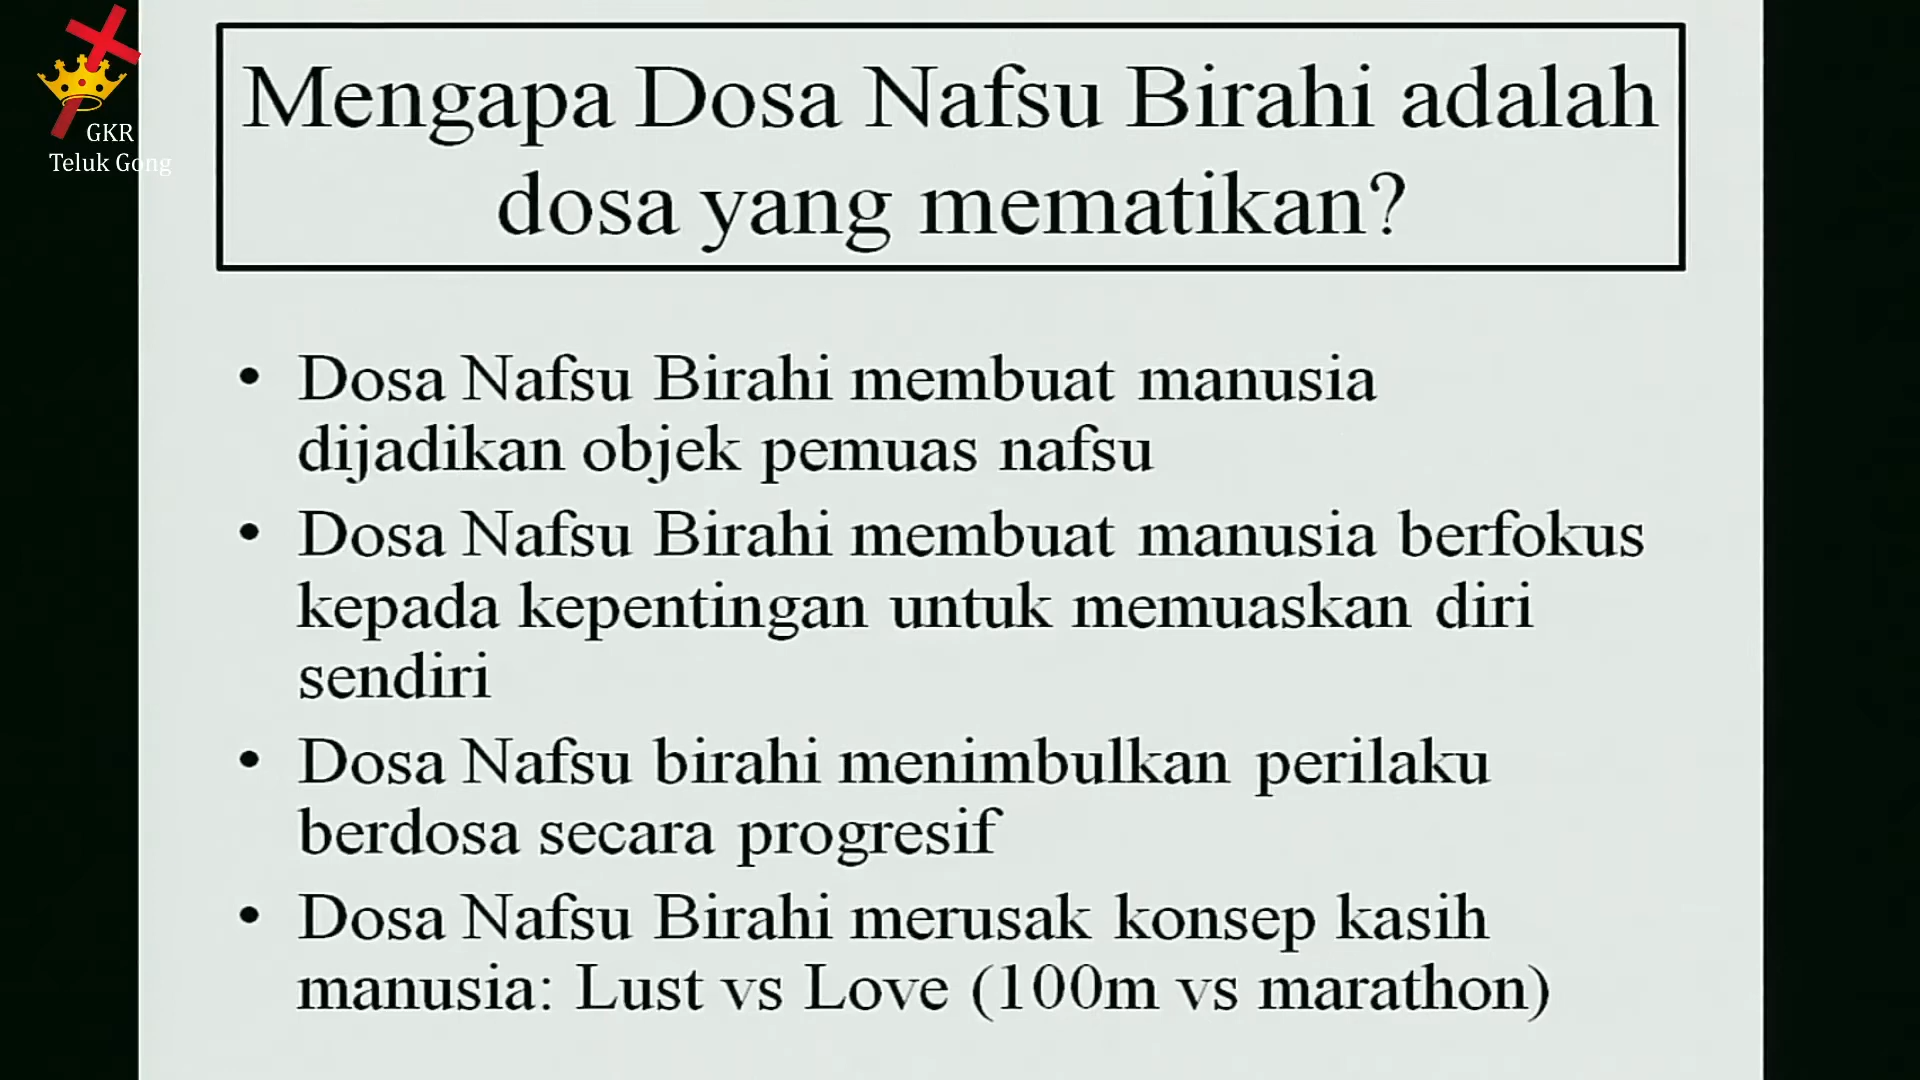 GKR
Teluk Gong
Mengapa Dosa Nafsu Birahi adalah
dosa yang mematikan?
• Dosa Nafsu Birahi membuat manusia
dijadikan objek pemuas nafsu
• Dosa Nafsu Birahi membuat manusia berfokus
kepada kepentingan untuk memuaskan diri
sendiri
• Dosa Nafsu birahi menimbulkan perilaku
berdosa secara progresif
• Dosa Nafsu Birahi merusak konsep kasih
manusia: Lust vs Love (100m vs marathon)